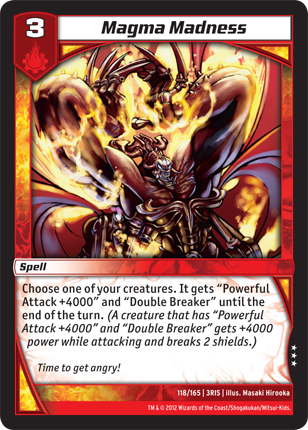 3
Magma Madness
Spell
Choose one of your creatures. It gets “Powerful
Attack +4000” and “Double Breaker” until the
end of the turn. (A creature that has “Powerful
Attack +4000” and “Double Breaker” gets +4000
power while attacking and breaks 2 shields.)
Time to get angry!
118/165 | 3RIS | illus. Masaki Hirooka
TM & © 2012 Wizards of the Coast/Shogakukan/Mitsui-Kids.